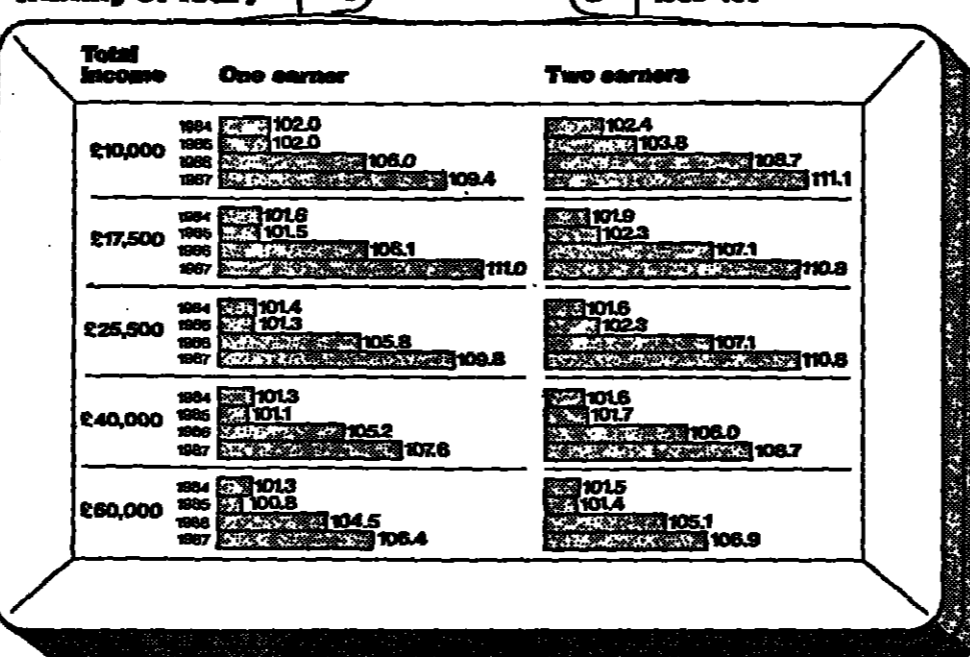 Total
Income One earner Two earners
£10,000
1984 102.0 102.4
1985 102.0 103.8
1986 106.0 108.7
1987 109.4 111.1
£17,500
1984 101.6 101.9
1985 101.5 102.3
1986 106.1 107.1
1987 111.0 110.8
£25,500
1984 101.4 101.6
1985 101.3 102.3
1986 105.8 107.1
1987 109.8 110.8
£40,000
1984 101.3 101.6
1985 101.1 101.7
1986 105.2 106.0
1987 107.6 108.7
£60,000
1984 101.3 101.5
1985 100.8 101.4
1986 104.5 105.1
1987 106.4 106.9